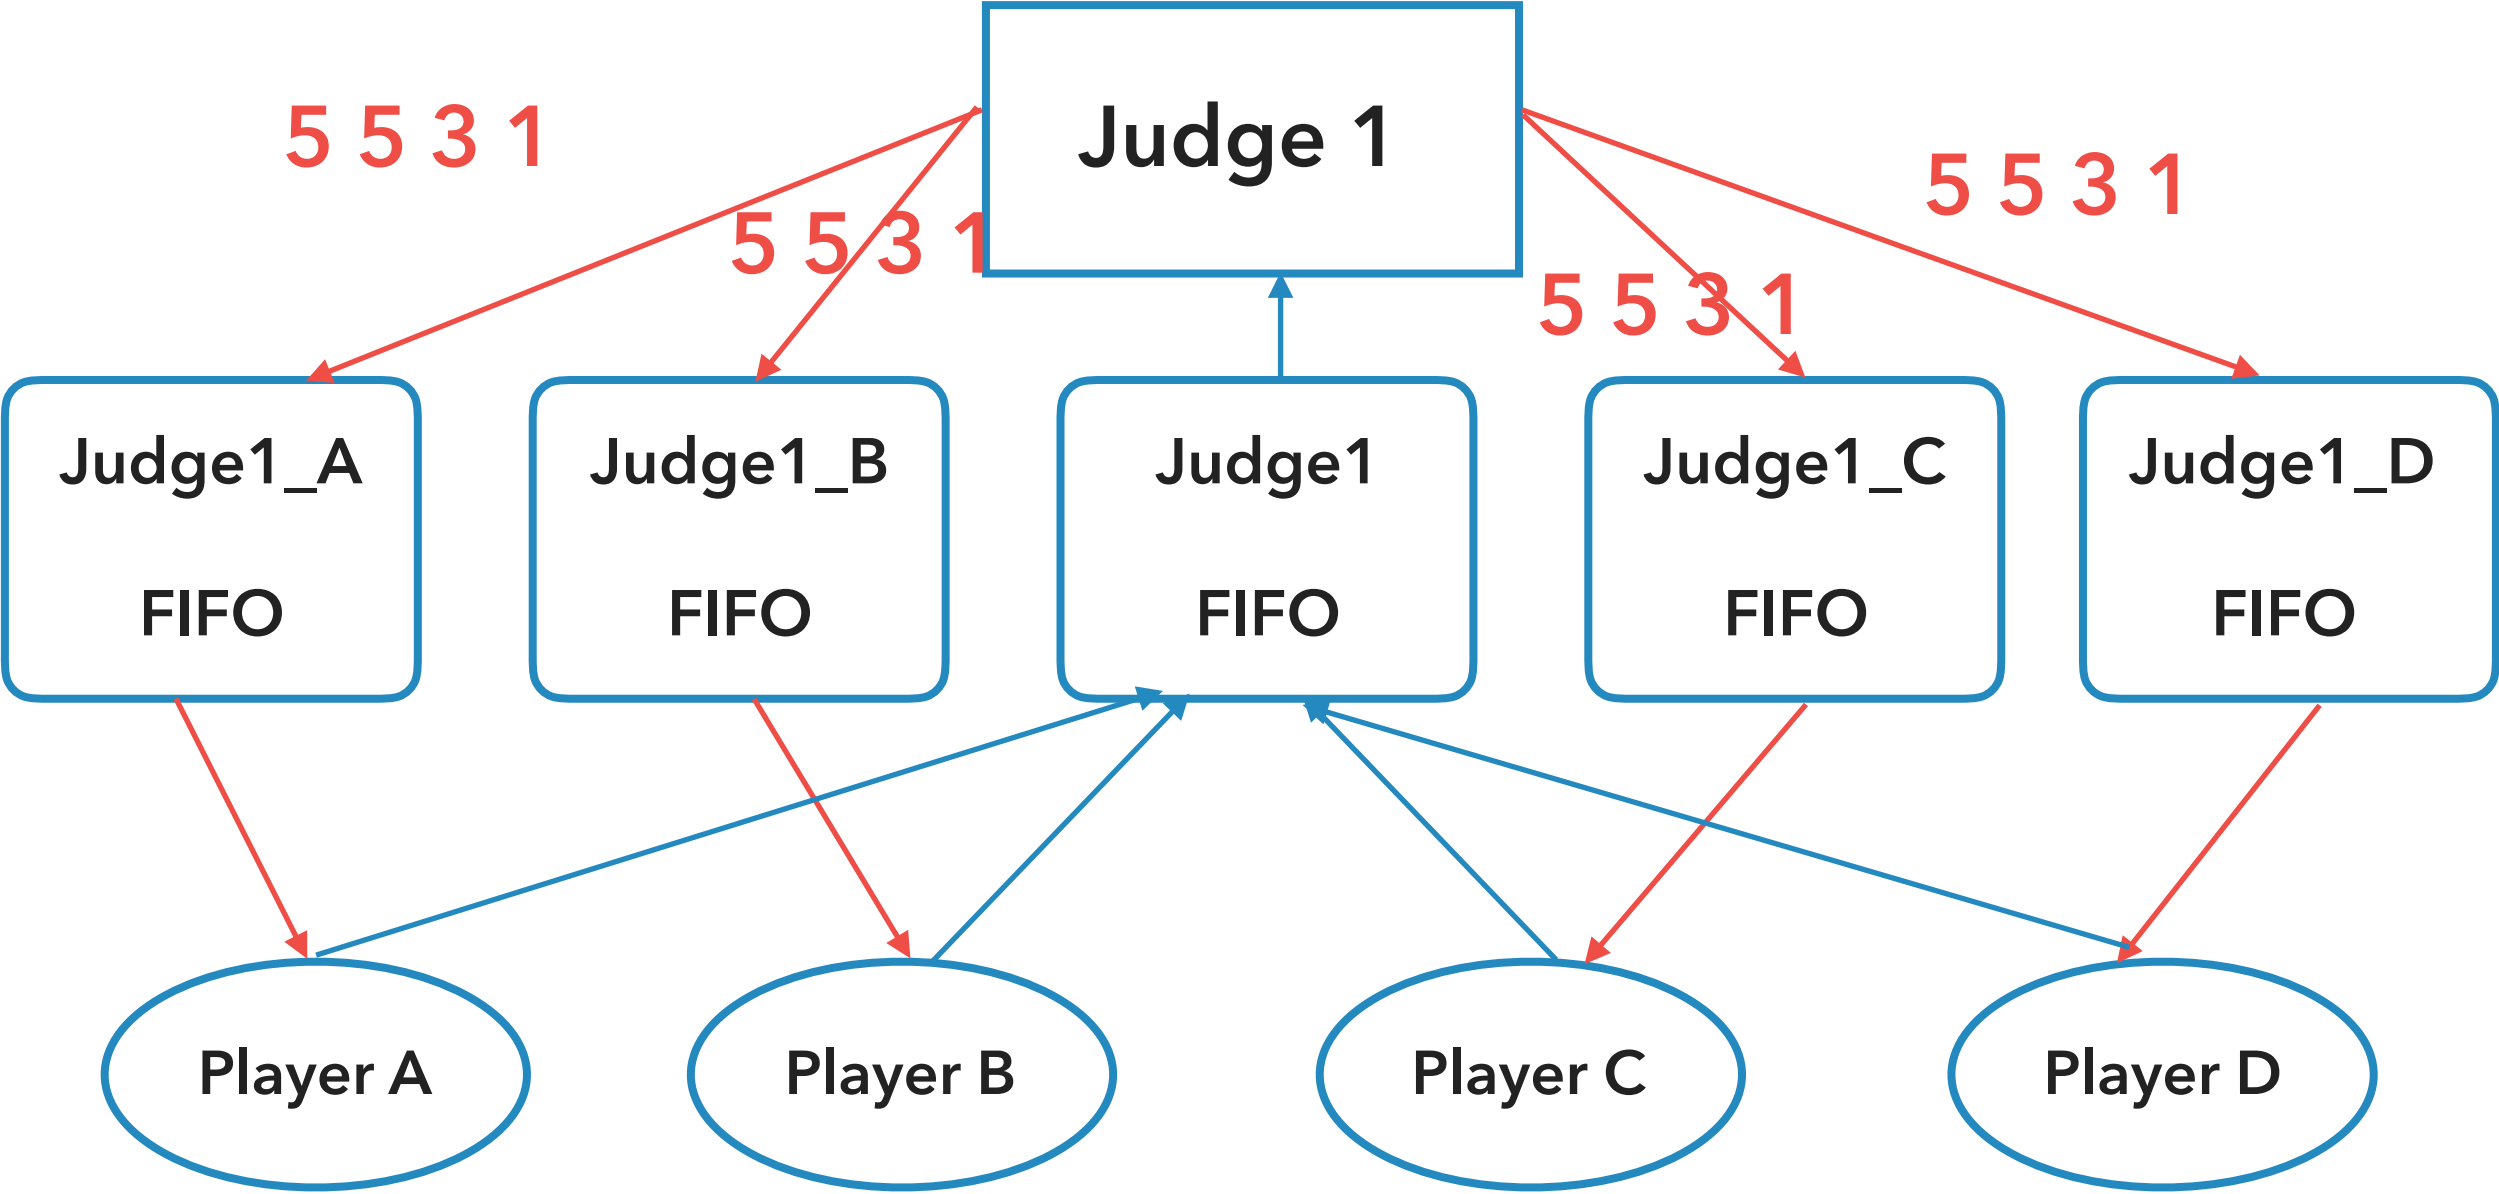 Judge 1
5 5 3 1
5 5 3 1
5 5 3 1
5 5 3 1
Judge1_A
FIFO
Judge1_B
FIFO
Judge1
FIFO
Judge1_C
FIFO
Judge1_D
FIFO
Player A
Player B
Player C
Player D